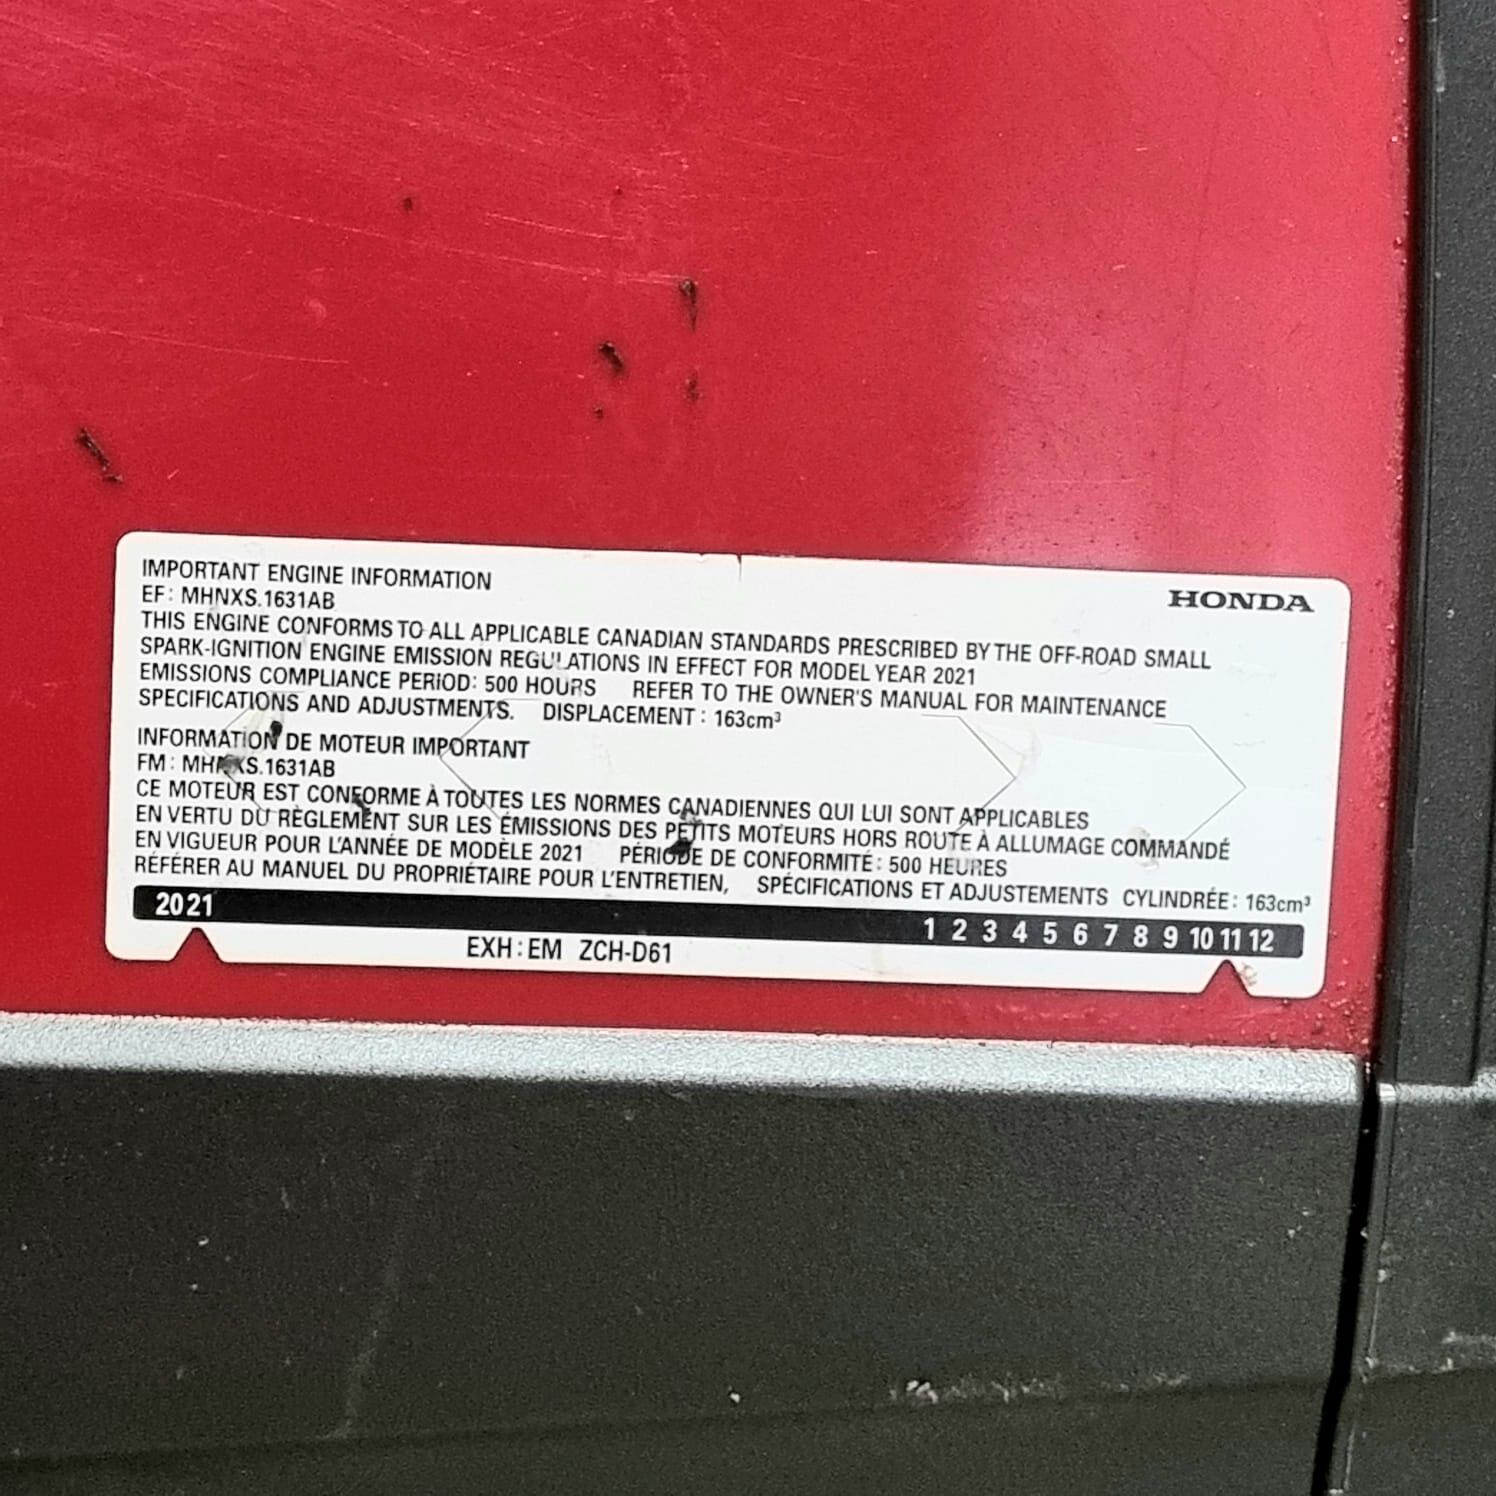 IMPORTANT ENGINE INFORMATION
HONDA
EF: MHNXS.1631AB
THIS ENGINE CONFORMS TO ALL APPLICABLE CANADIAN STANDARDS PRESCRIBED BY THE OFF-ROAD SMALL
SPARK-IGNITION ENGINE EMISSION REGULATIONS IN EFFECT FOR MODEL YEAR 2021
EMISSIONS COMPLIANCE PERIOD: 500 HOURS REFER TO THE OWNER'S MANUAL FOR MAINTENANCE
SPECIFICATIONS AND ADJUSTMENTS. DISPLACEMENT : 163cm³
INFORMATION DE MOTEUR IMPORTANT
FM: MHNXS.1631AB
CE MOTEUR EST CONFORME À TOUTES LES NORMES CANADIENNES QUI LUI SONT APPLICABLES
EN VERTU DU RÈGLEMENT SUR LES ÉMISSIONS DES PETITS MOTEURS HORS ROUTE À ALLUMAGE COMMANDÉ
EN VIGUEUR POUR L'ANNÉE DE MODÈLE 2021 PÉRIODE DE CONFORMITÉ: 500 HEURES
RÉFÉRER AU MANUEL DU PROPRIÉTAIRE POUR L'ENTRETIEN, SPÉCIFICATIONS ET ADJUSTEMENTS CYLINDRÉE: 163cm³
2021 1 2 3 4 5 6 7 8 9 10 11 12
EXH: EM ZCH-D61